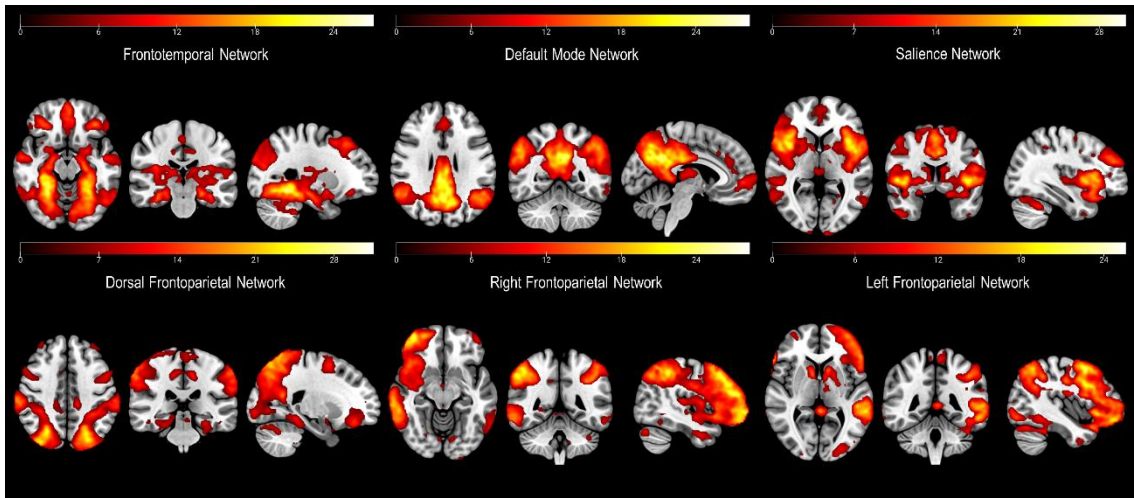 0 6 12 18 24
Frontotemporal Network
0 6 12 18 24
Default Mode Network
0 7 14 21 28
Salience Network
0 7 14 21 28
Dorsal Frontoparietal Network
0 6 12 18 24
Right Frontoparietal Network
0 6 12 18 24
Left Frontoparietal Network